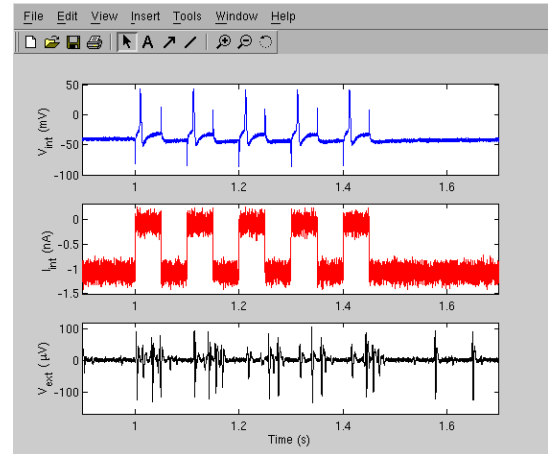 File Edit View Insert Tools Window Help
A
50
0
-50
-100
V_int (mV)
1 1.2 1.4 1.6
0
-0.5
-1
-1.5
I_int (nA)
1 1.2 1.4 1.6
100
0
-100
V_ext (μV)
1 1.2 1.4 1.6
Time (s)